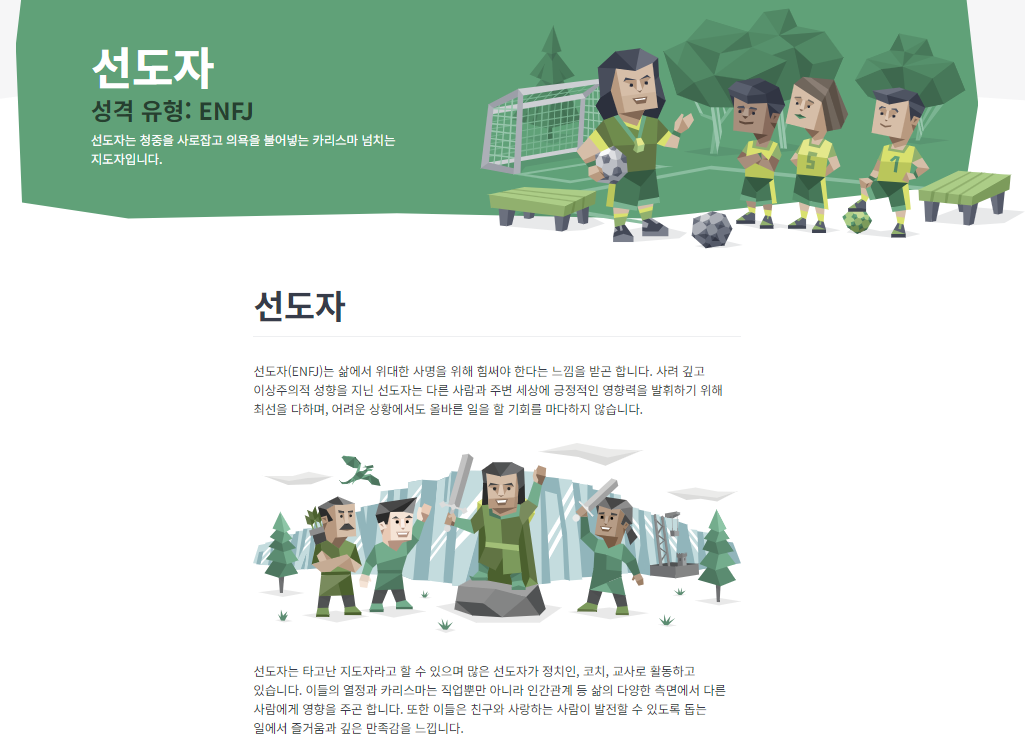 선도자
성격 유형: ENFJ
선도자는 청중을 사로잡고 의욕을 불어넣는 카리스마 넘치는
지도자입니다.
5
1
선도자
선도자(ENFJ)는 삶에서 위대한 사명을 위해 힘써야 한다는 느낌을 받곤 합니다. 사려 깊고
이상주의적 성향을 지닌 선도자는 다른 사람과 주변 세상에 긍정적인 영향력을 발휘하기 위해
최선을 다하며, 어려운 상황에서도 올바른 일을 할 기회를 마다하지 않습니다.
선도자는 타고난 지도자라고 할 수 있으며 많은 선도자가 정치인, 코치, 교사로 활동하고
있습니다. 이들의 열정과 카리스마는 직업뿐만 아니라 인간관계 등 삶의 다양한 측면에서 다른
사람에게 영향을 주곤 합니다. 또한 이들은 친구와 사랑하는 사람이 발전할 수 있도록 돕는
일에서 즐거움과 깊은 만족감을 느낍니다.